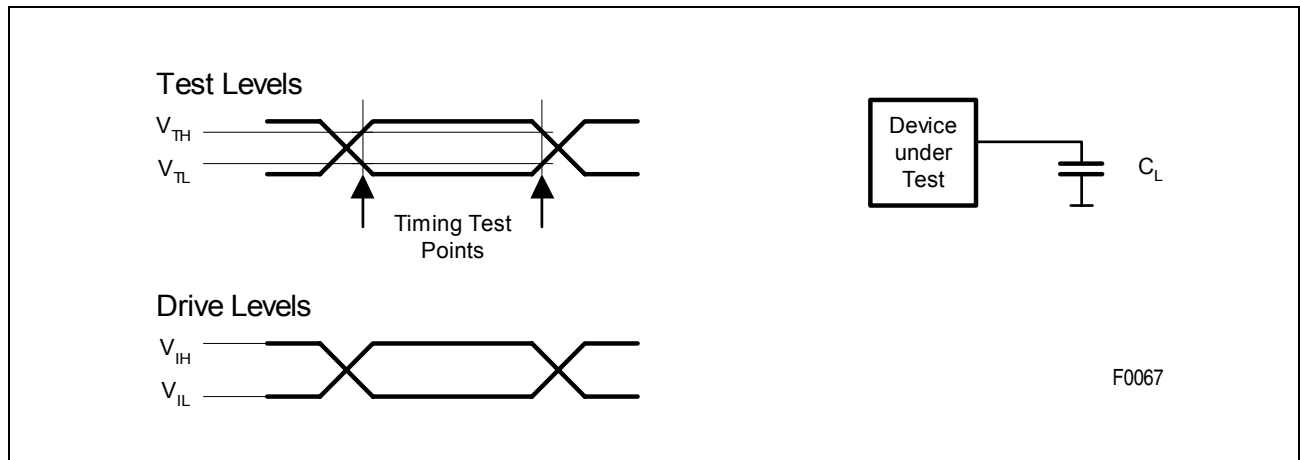 Test Levels
V_TH
V_TL
Timing Test
Points
Drive Levels
V_IH
V_IL
Device
under
Test
C_L
F0067